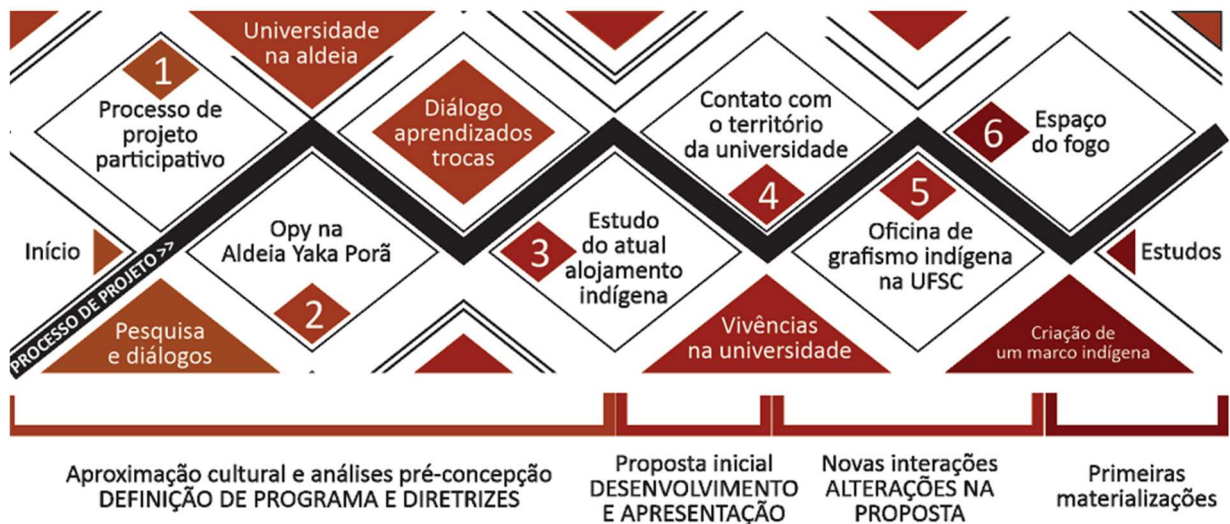 Universidade
na aldeia
1
Processo de
projeto
participativo
Diálogo
aprendizados
trocas
Contato com
o território
da universidade
4
6
Espaço
do fogo
Início
PROCESSO DE PROJETO >>
Opy na
Aldeia Yaka Porã
2
3
Estudo
do atual
alojamento
indígena
5
Oficina de
grafismo indígena
na UFSC
Estudos
Pesquisa
e diálogos
Vivências
na universidade
Criação de
um marco indígena
Aproximação cultural e análises pré-concepção
DEFINIÇÃO DE PROGRAMA E DIRETRIZES
Proposta inicial
DESENVOLVIMENTO
E APRESENTAÇÃO
Novas interações
ALTERAÇÕES NA
PROPOSTA
Primeiras
materializações